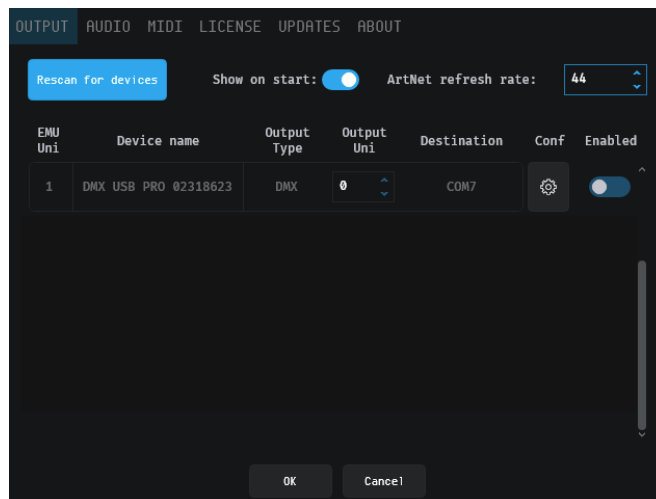 OUTPUT AUDIO MIDI LICENSE UPDATES ABOUT
Rescan for devices Show on start: ArtNet refresh rate: 44
EMU Uni Device name Output Type Output Uni Destination Conf Enabled
1 DMX USB PRO 02318623 DMX 0 COM7
OK Cancel